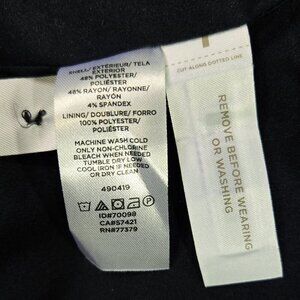 SHELL/EXTÉRIEUR/TELA
EXTERIOR
48% POLYESTER/
POLIÉSTER
48% RAYON/RAYONNE/
RAYÓN
4% SPANDEX
LINING/DOUBLURE/FORRO
100% POLYESTER/
POLIÉSTER
MACHINE WASH COLD
ONLY NON-CHLORINE
BLEACH WHEN NEEDED
TUMBLE DRY LOW
COOL IRON IF NEEDED
OR DRY CLEAN
490419
ID#70098
CA#57421
RN#77379
CUT ALONG DOTTED LINE
REMOVE BEFORE WEARING
OR WASHING